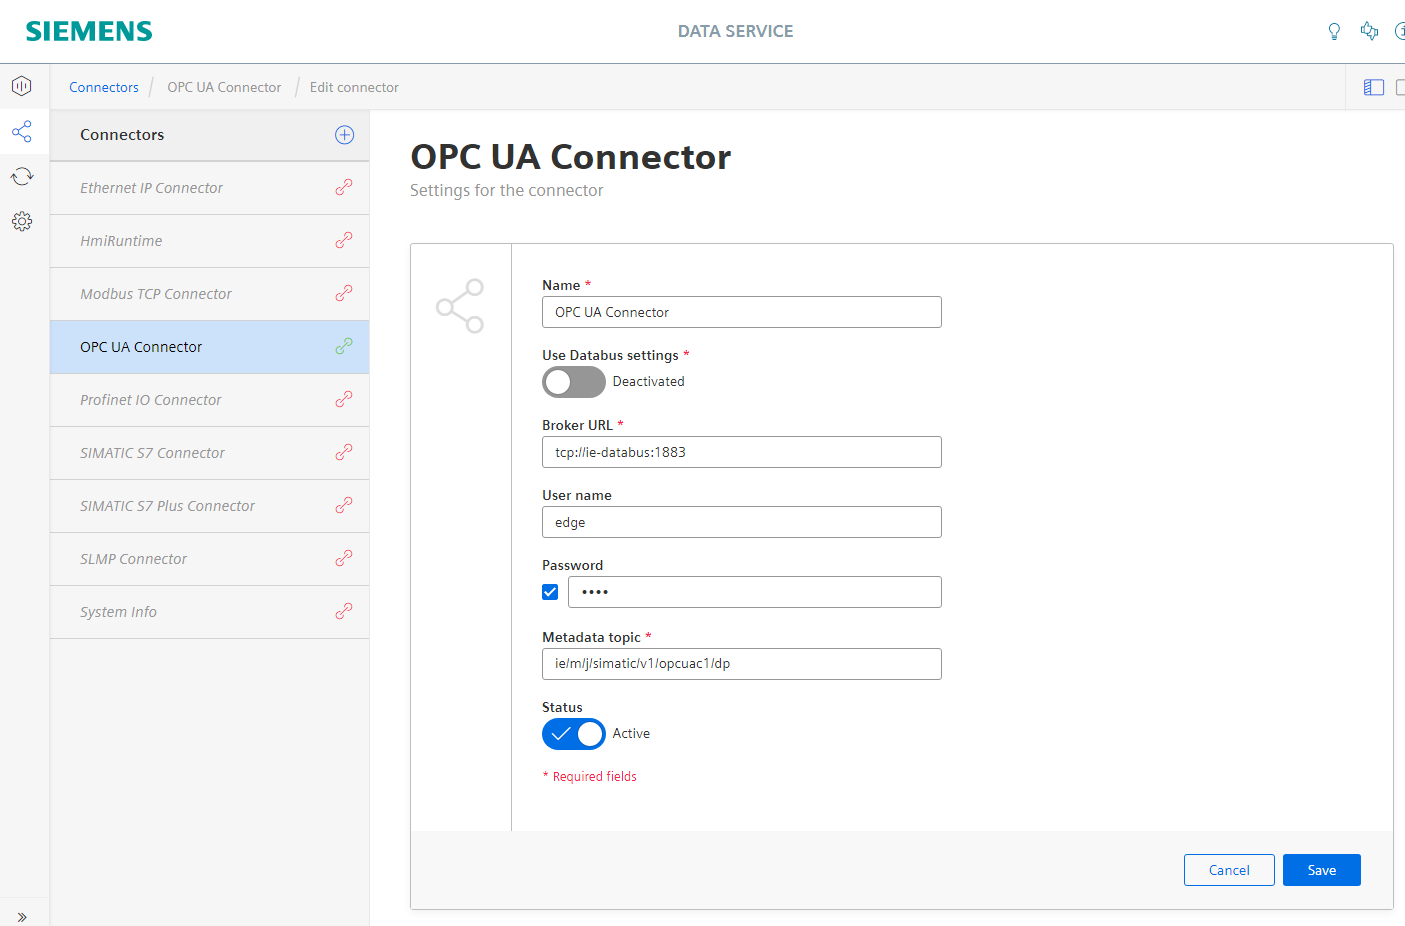 SIEMENS
DATA SERVICE
Connectors / OPC UA Connector / Edit connector
Connectors
Ethernet IP Connector
HmiRuntime
Modbus TCP Connector
OPC UA Connector
Profinet IO Connector
SIMATIC S7 Connector
SIMATIC S7 Plus Connector
SLMP Connector
System Info
OPC UA Connector
Settings for the connector
Name *
OPC UA Connector
Use Databus settings *
Deactivated
Broker URL *
tcp://ie-databus:1883
User name
edge
Password
••••
Metadata topic *
ie/m/j/simatic/v1/opcuac1/dp
Status
Active
* Required fields
Cancel
Save